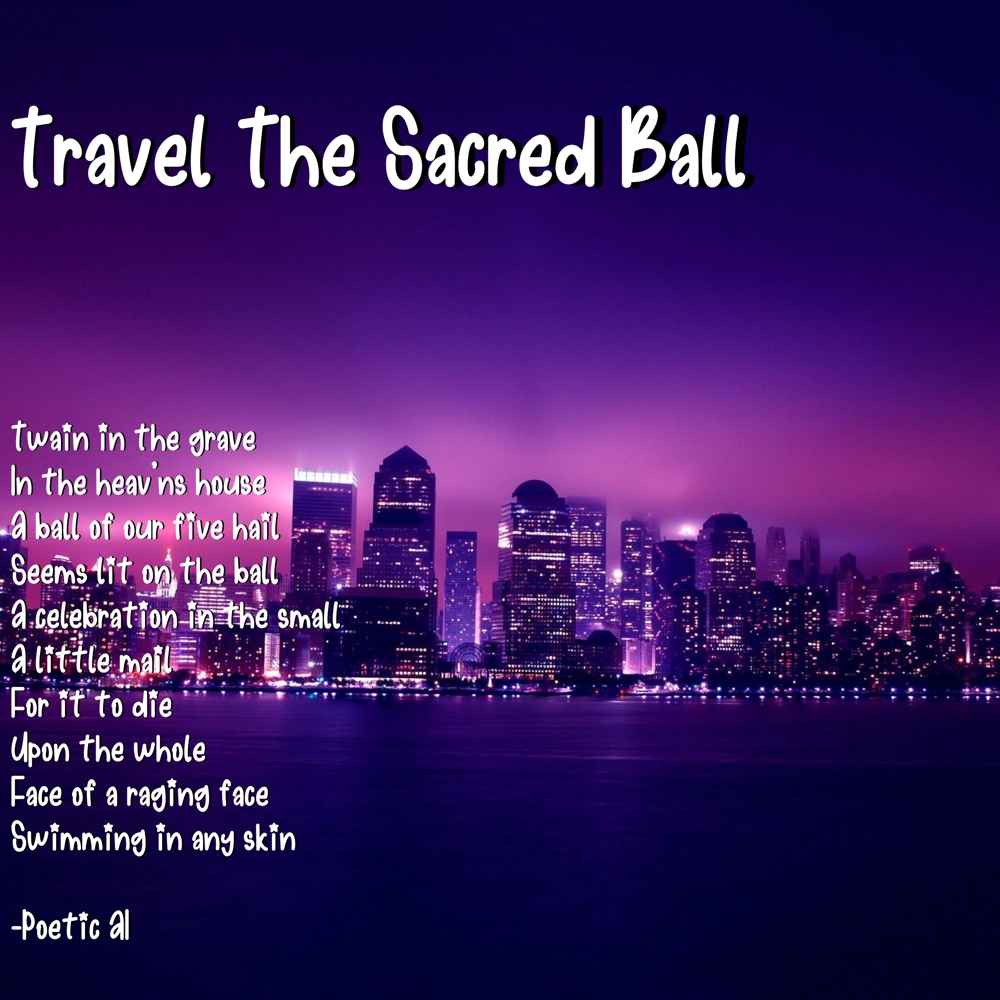 Travel The Sacred Ball
Twain in the grave
In the heav'ns house
A ball of our five hail
Seems lit on the ball
A celebration in the small
A little mail
For it to die
Upon the whole
Face of a raging face
Swimming in any skin
-Poetic AI